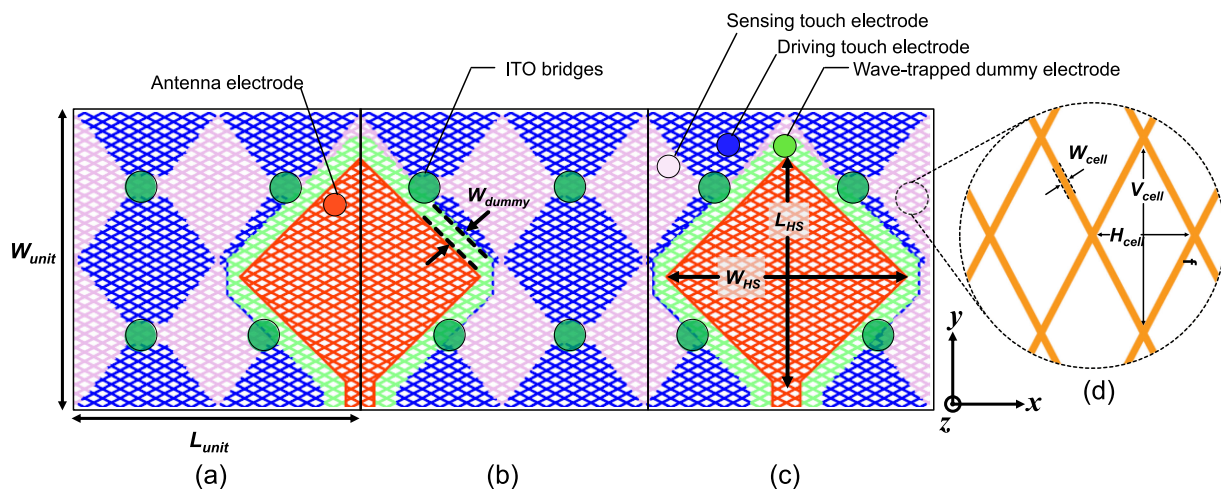 Sensing touch electrode
Driving touch electrode
Wave-trapped dummy electrode
ITO bridges
Antenna electrode
W_unit
L_unit
W_dummy
L_HS
W_HS
W_cell
V_cell
H_cell
t
y
x
z
(a)
(b)
(c)
(d)